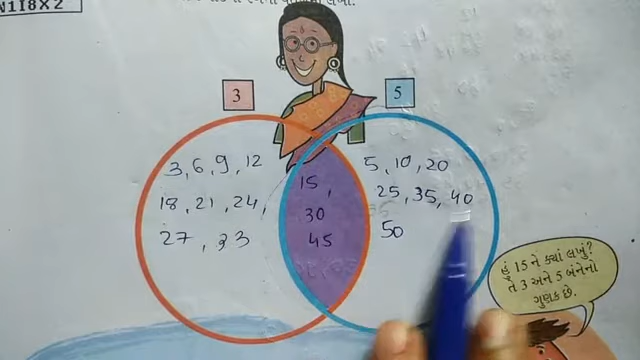 N1I8X2
3
5
3, 6, 9, 12
18, 21, 24,
27, 33
15,
30
45
5, 10, 20
25, 35, 40
50
હું 15 ને ક્યાં લખું?
તે 3 અને 5 બંનેનો
ગુણક છે.